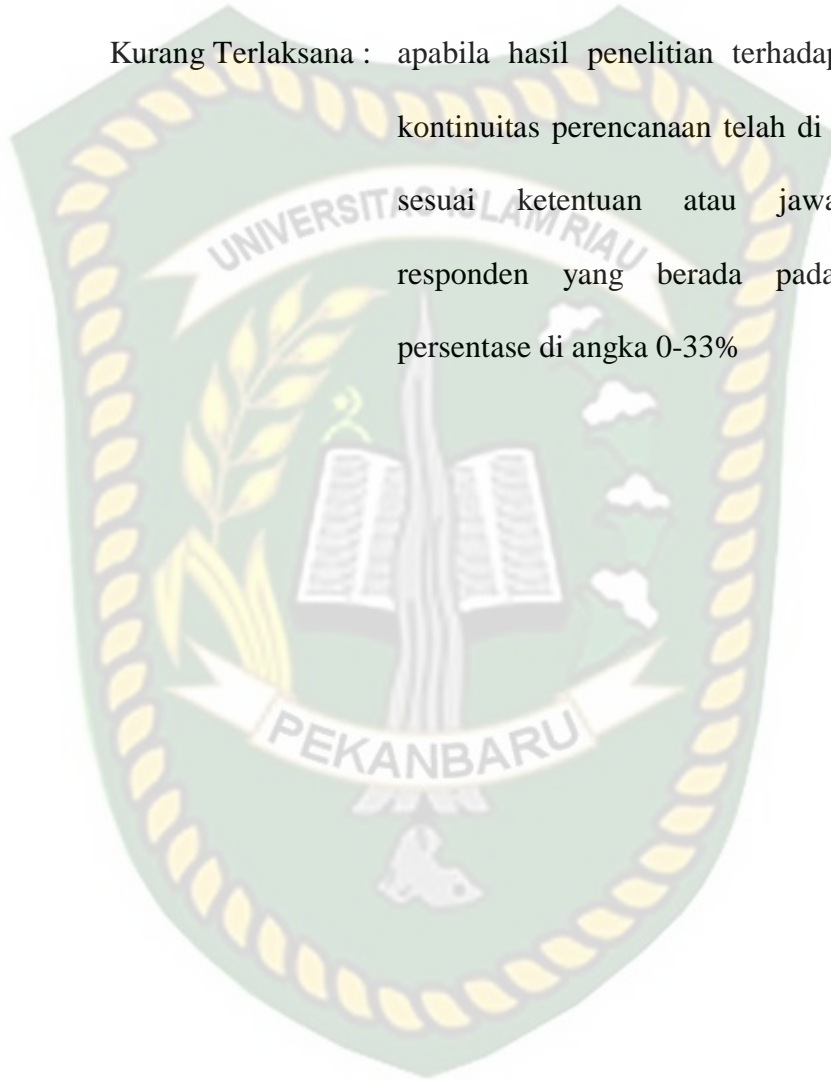 Kurang Terlaksana : apabila hasil penelitian terhadap
kontinuitas perencanaan telah di
sesuai ketentuan atau
responden yang berada pada
persentase di angka 0-33%
UNIVERSITAS ISLAM RIAU
PEKANBARU